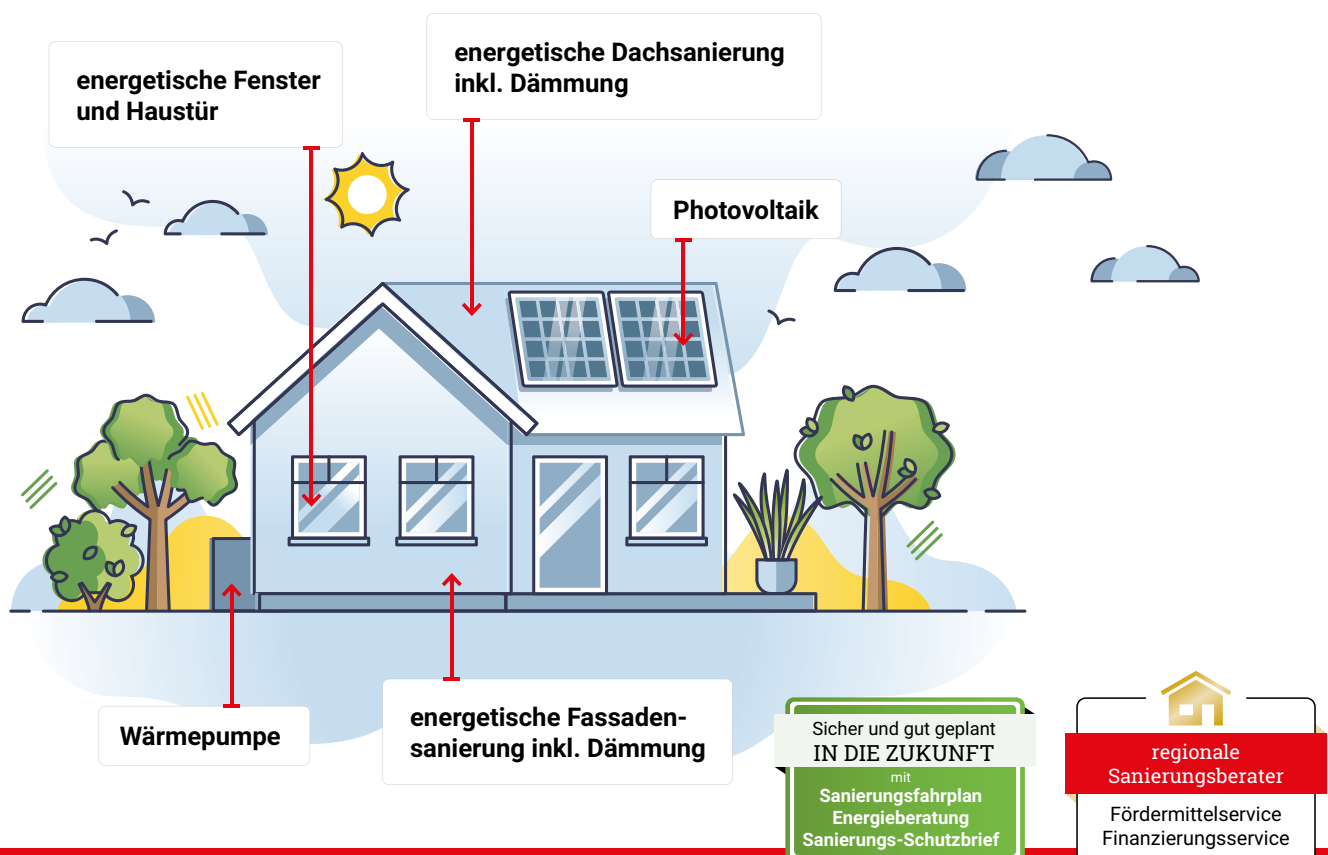 energetische Fenster
und Haustür
energetische Dachsanierung
inkl. Dämmung
Photovoltaik
Wärmepumpe
energetische Fassaden-
sanierung inkl. Dämmung
Sicher und gut geplant
IN DIE ZUKUNFT
mit
Sanierungsfahrplan
Energieberatung
Sanierungs-Schutzbrief
regionale
Sanierungsberater
Fördermittelservice
Finanzierungsservice